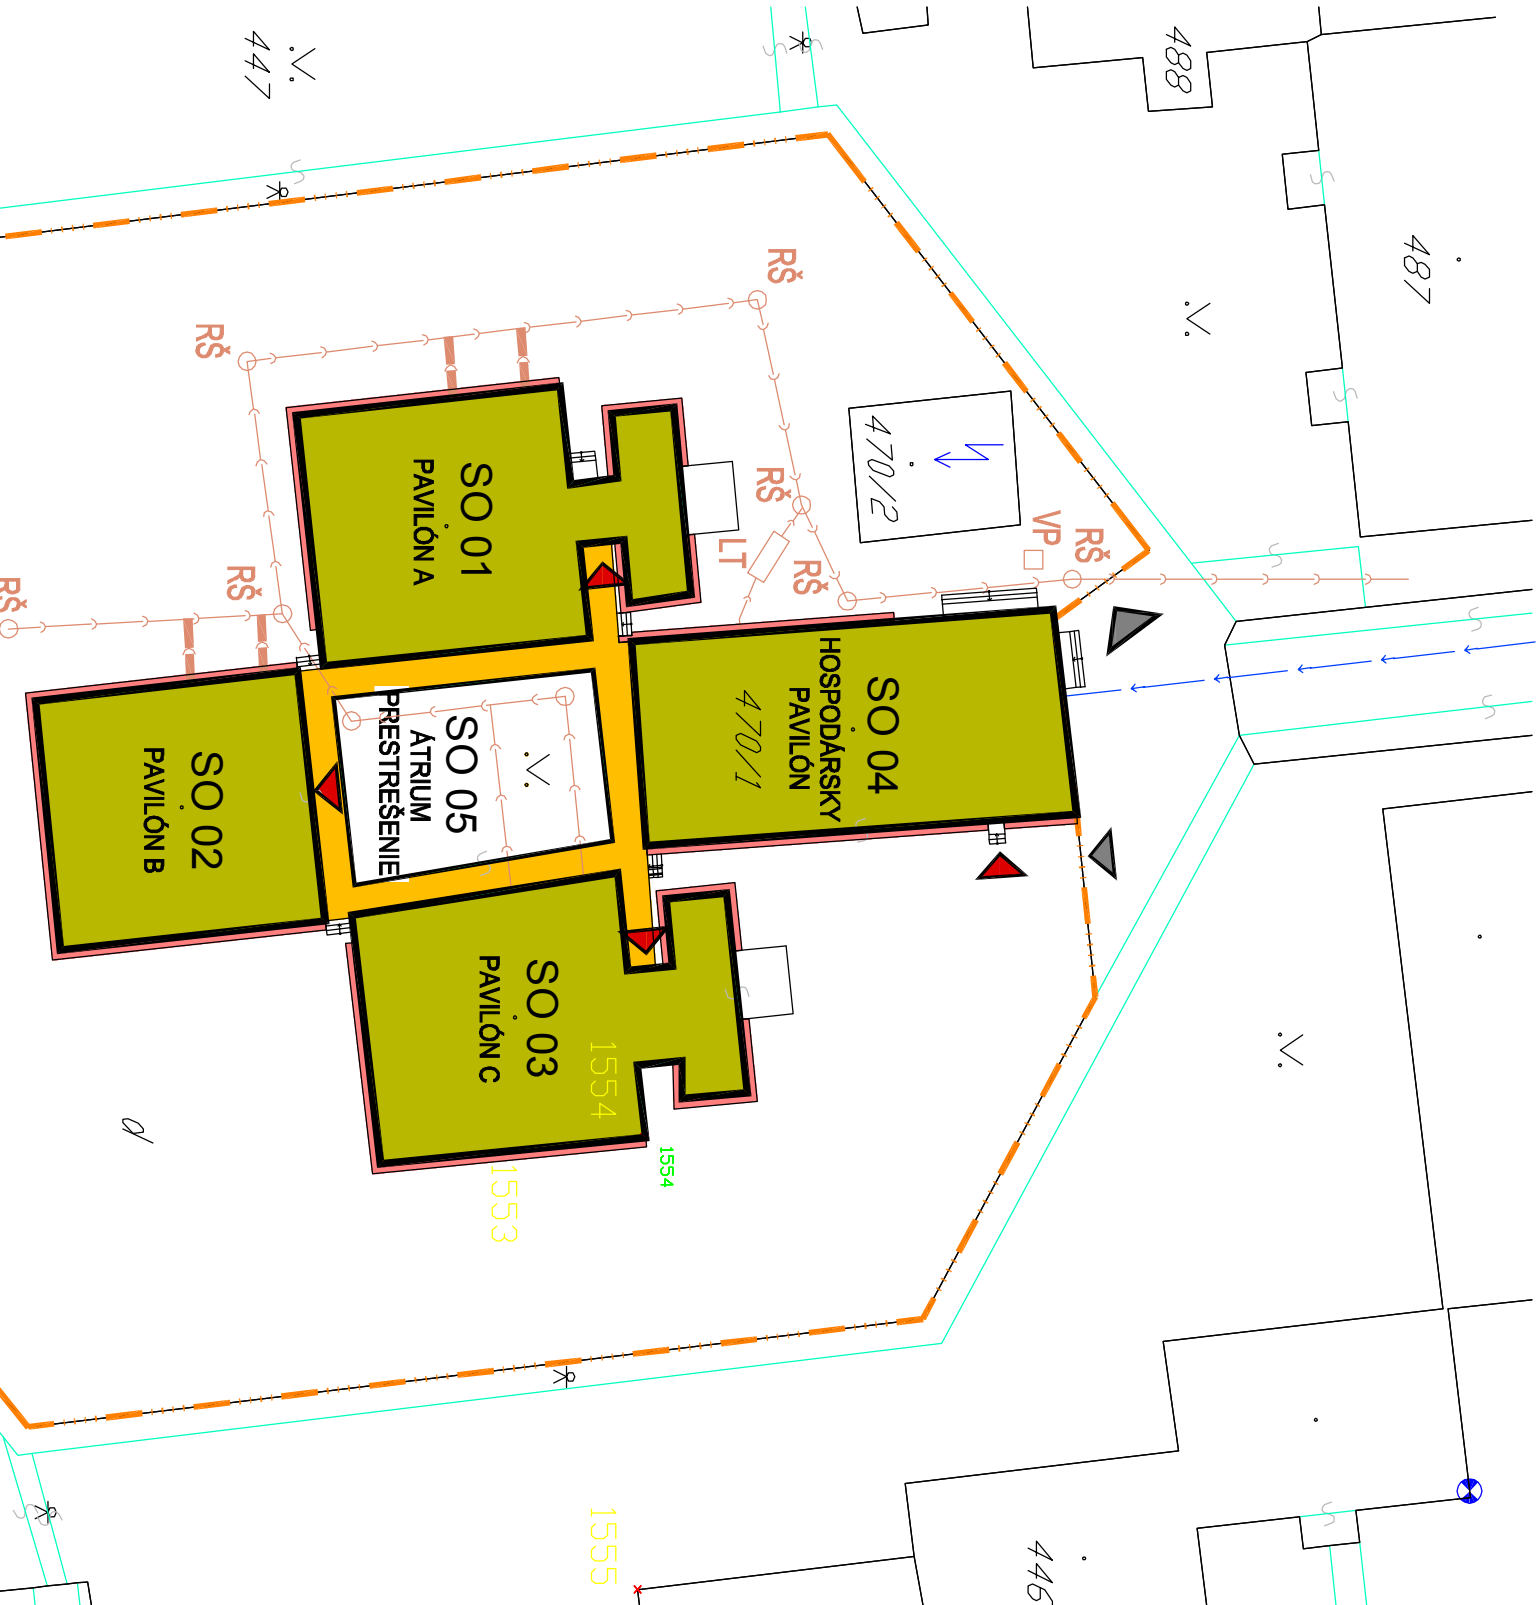 447
488
487
RŠ
RŠ
470/2
RŠ
VP
RŠ
LT
RŠ
RŠ
RŠ
SO 01
PAVILÓN A
SO 04
HOSPODÁRSKY
PAVILÓN
470/1
SO 05
ÁTRIUM
PRESTREŠENIE
SO 02
PAVILÓN B
SO 03
PAVILÓN C
1554
1554
1553
a
1555
446